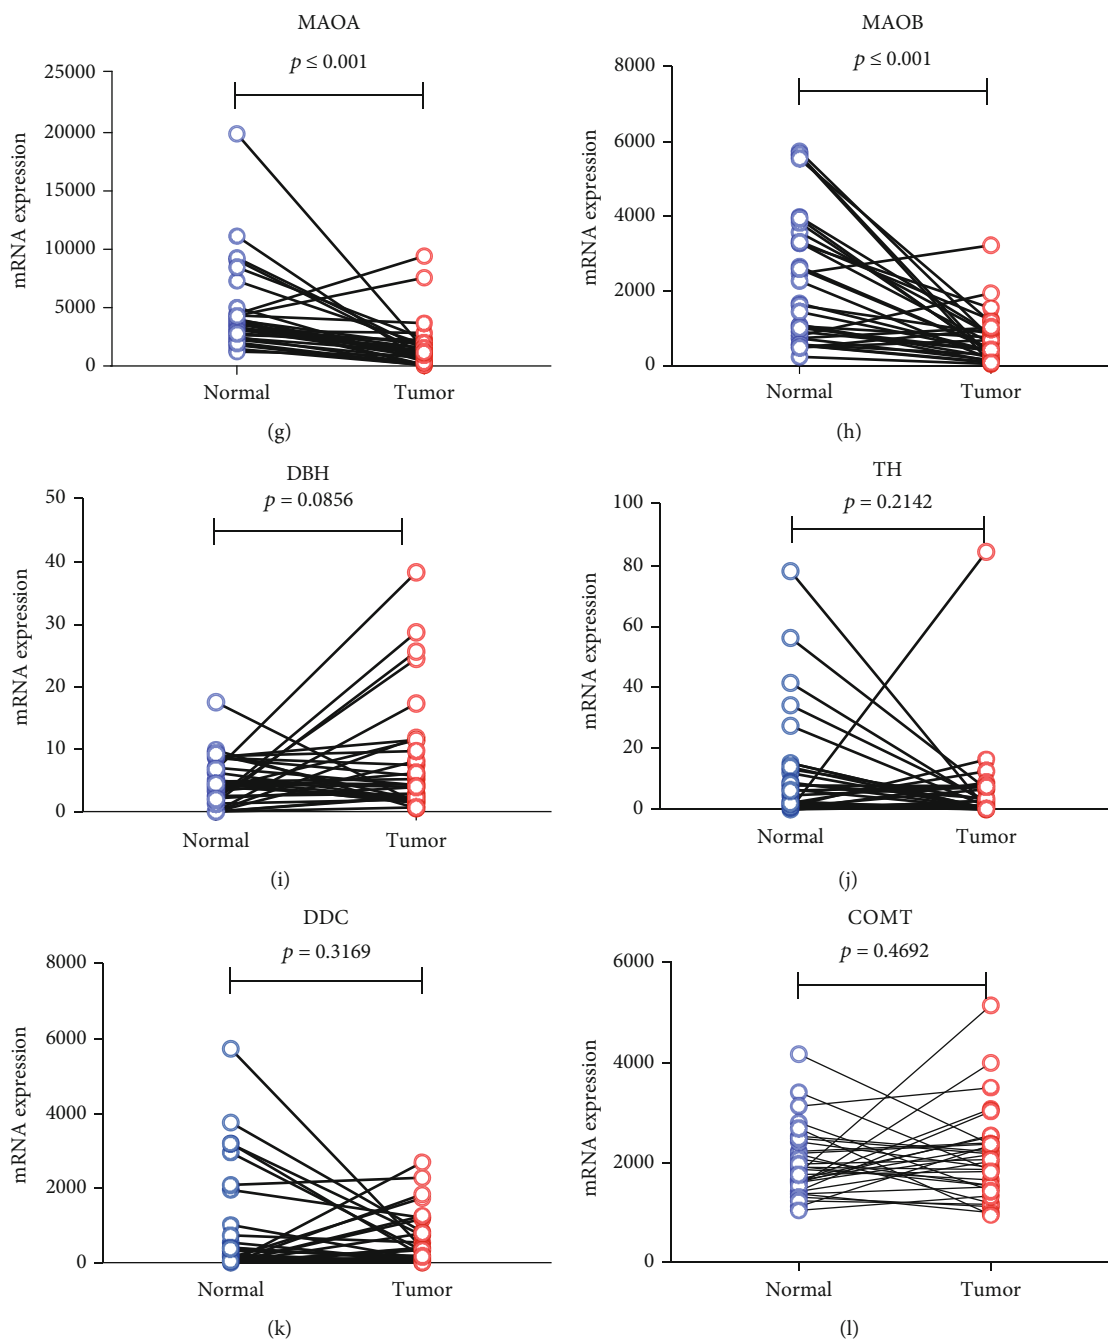 MAOA
p ≤ 0.001
25000
20000
15000
10000
5000
0
mRNA expression
Normal
Tumor
(g)
MAOB
p ≤ 0.001
8000
6000
4000
2000
0
mRNA expression
Normal
Tumor
(h)
DBH
p = 0.0856
50
40
30
20
10
0
mRNA expression
Normal
Tumor
(i)
TH
p = 0.2142
100
80
60
40
20
0
mRNA expression
Normal
Tumor
(j)
DDC
p = 0.3169
8000
6000
4000
2000
0
mRNA expression
Normal
Tumor
(k)
COMT
p = 0.4692
6000
4000
2000
0
mRNA expression
Normal
Tumor
(l)